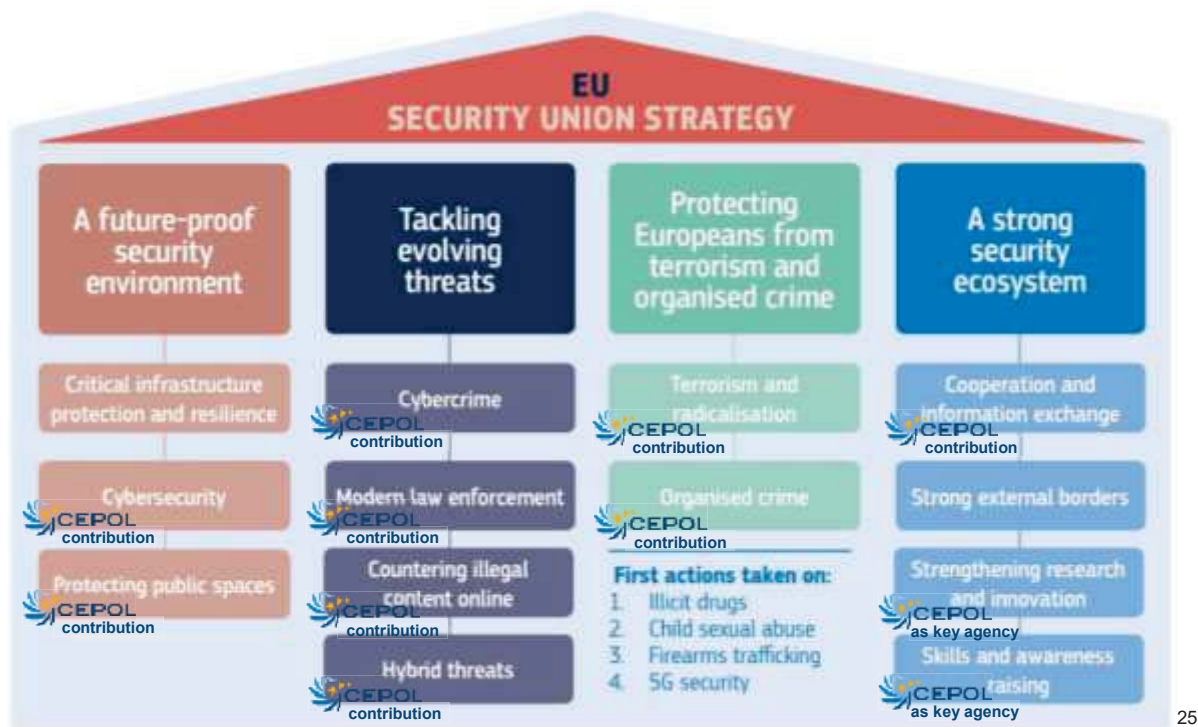 EU
SECURITY UNION STRATEGY
A future-proof
security
environment
Critical infrastructure
protection and resilience
Cybersecurity
CEPOL
contribution
Protecting public spaces
CEPOL
contribution
Tackling
evolving
threats
Cybercrime
CEPOL
contribution
Modern law enforcement
CEPOL
contribution
Countering illegal
content online
CEPOL
contribution
Hybrid threats
CEPOL
contribution
Protecting
Europeans from
terrorism and
organised crime
Terrorism and
radicalisation
CEPOL
contribution
Organised crime
CEPOL
contribution
First actions taken on:
1. Illicit drugs
2. Child sexual abuse
3. Firearms trafficking
4. 5G security
A strong
security
ecosystem
Cooperation and
information exchange
CEPOL
contribution
Strong external borders
Strengthening research
and innovation
CEPOL
as key agency
Skills and awareness
raising
CEPOL
as key agency
25